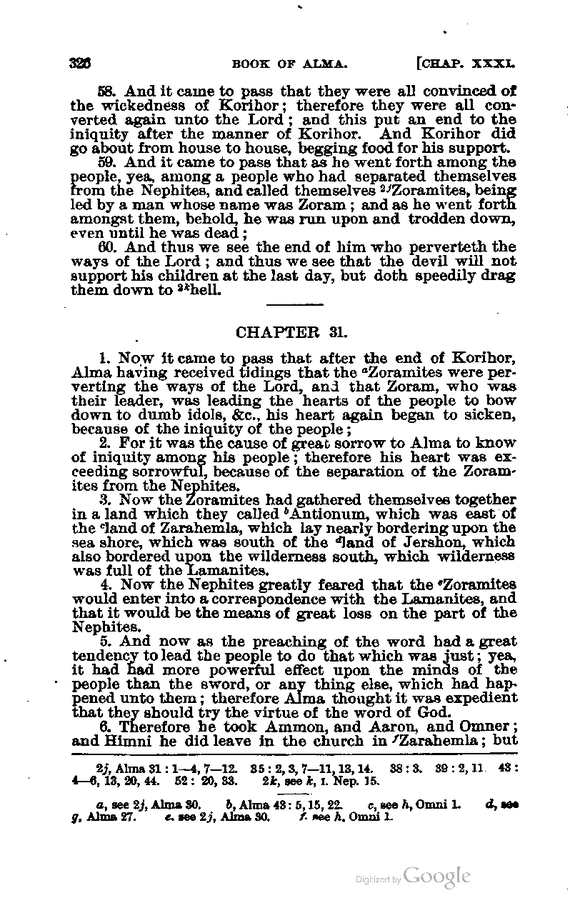 326 BOOK OF ALMA. [CHAP. XXXI.
58. And it came to pass that they were all convinced of
the wickedness of Korihor; therefore they were all con-
verted again unto the Lord; and this put an end to the
iniquity after the manner of Korihor. And Korihor did
go about from house to house, begging food for his support.
59. And it came to pass that as he went forth among the
people, yea, among a people who had separated themselves
from the Nephites, and called themselves 2jZoramites, being
led by a man whose name was Zoram; and as he went forth
amongst them, behold, he was run upon and trodden down,
even until he was dead;
60. And thus we see the end of him who perverteth the
ways of the Lord; and thus we see that the devil will not
support his children at the last day, but doth speedily drag
them down to 2khell.
CHAPTER 31.
1. Now it came to pass that after the end of Korihor,
Alma having received tidings that the aZoramites were per-
verting the ways of the Lord, and that Zoram, who was
their leader, was leading the hearts of the people to bow
down to dumb idols, &c., his heart again began to sicken,
because of the iniquity of the people;
2. For it was the cause of great sorrow to Alma to know
of iniquity among his people; therefore his heart was ex-
ceeding sorrowful, because of the separation of the Zoram-
ites from the Nephites.
3. Now the Zoramites had gathered themselves together
in a land which they called bAntionum, which was east of
the cland of Zarahemla, which lay nearly bordering upon the
sea shore, which was south of the dland of Jershon, which
also bordered upon the wilderness south, which wilderness
was full of the Lamanites.
4. Now the Nephites greatly feared that the eZoramites
would enter into a correspondence with the Lamanites, and
that it would be the means of great loss on the part of the
Nephites.
5. And now as the preaching of the word had a great
tendency to lead the people to do that which was just; yea,
it had had more powerful effect upon the minds of the
people than the sword, or any thing else, which had hap-
pened unto them; therefore Alma thought it was expedient
that they should try the virtue of the word of God.
6. Therefore he took Ammon, and Aaron, and Omner;
and Himni he did leave in the church in fZarahemla; but
2j, Alma 31 : 1—4, 7—12. 35 : 2, 3, 7—11, 13, 14. 38 : 3. 39 : 2, 11. 43 :
4—6, 13, 20, 44. 52 : 20, 33. 2k, see k, 1. Nep. 15.
a, see 2j, Alma 30. b, Alma 43 : 5, 15, 22. c, see h, Omni 1. d, see
g, Alma 27. e, see 2j, Alma 30. f, see h, Omni 1.
Digitized by Google